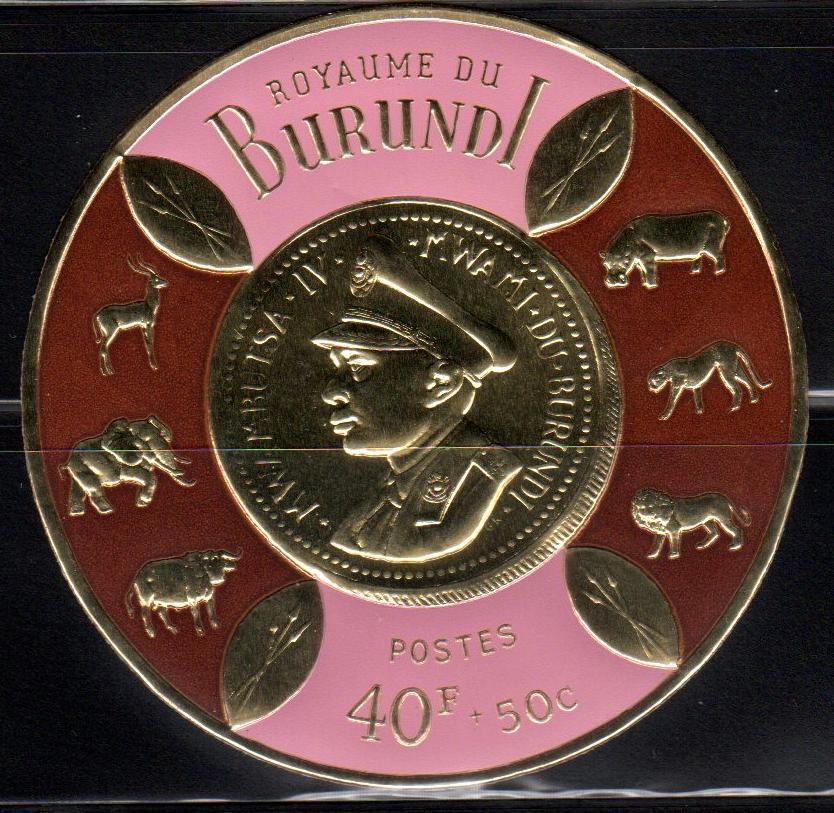 ROYAUME DU
BURUNDI
MWAMBUTSA · IV · MWAMI · DU · BURUNDI
POSTES
40F + 50c